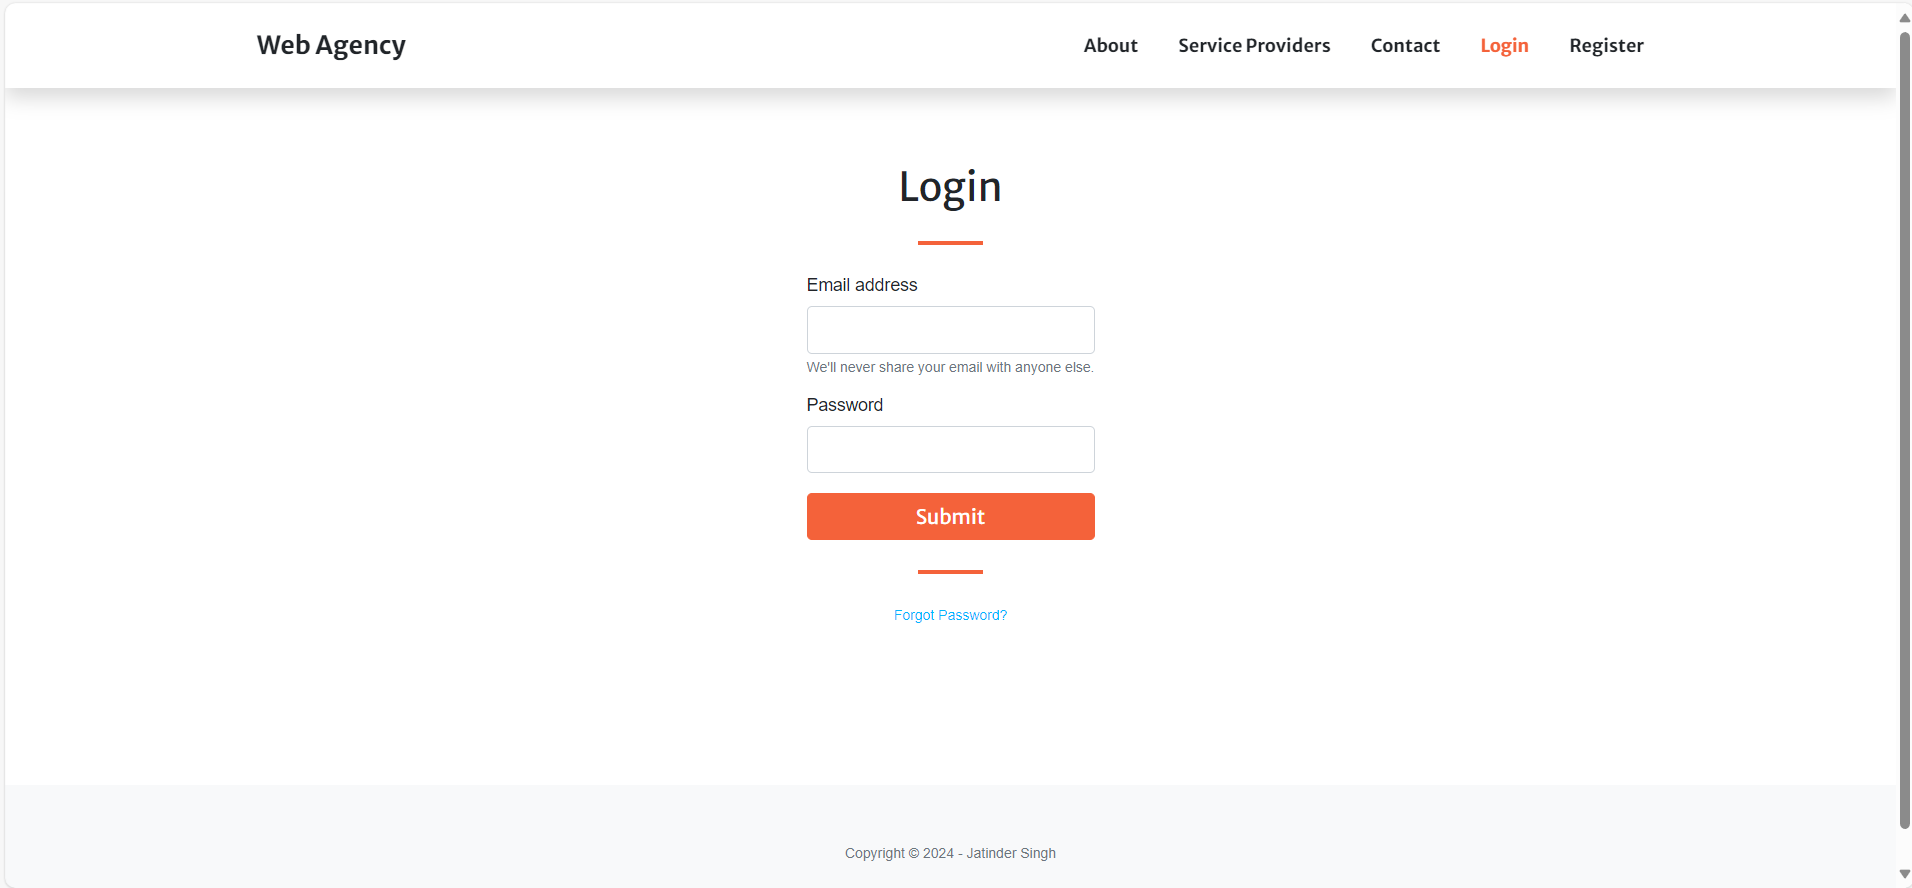 Web Agency
About Service Providers Contact Login Register
Login
Email address
We'll never share your email with anyone else.
Password
Submit
Forgot Password?
Copyright © 2024 - Jatinder Singh